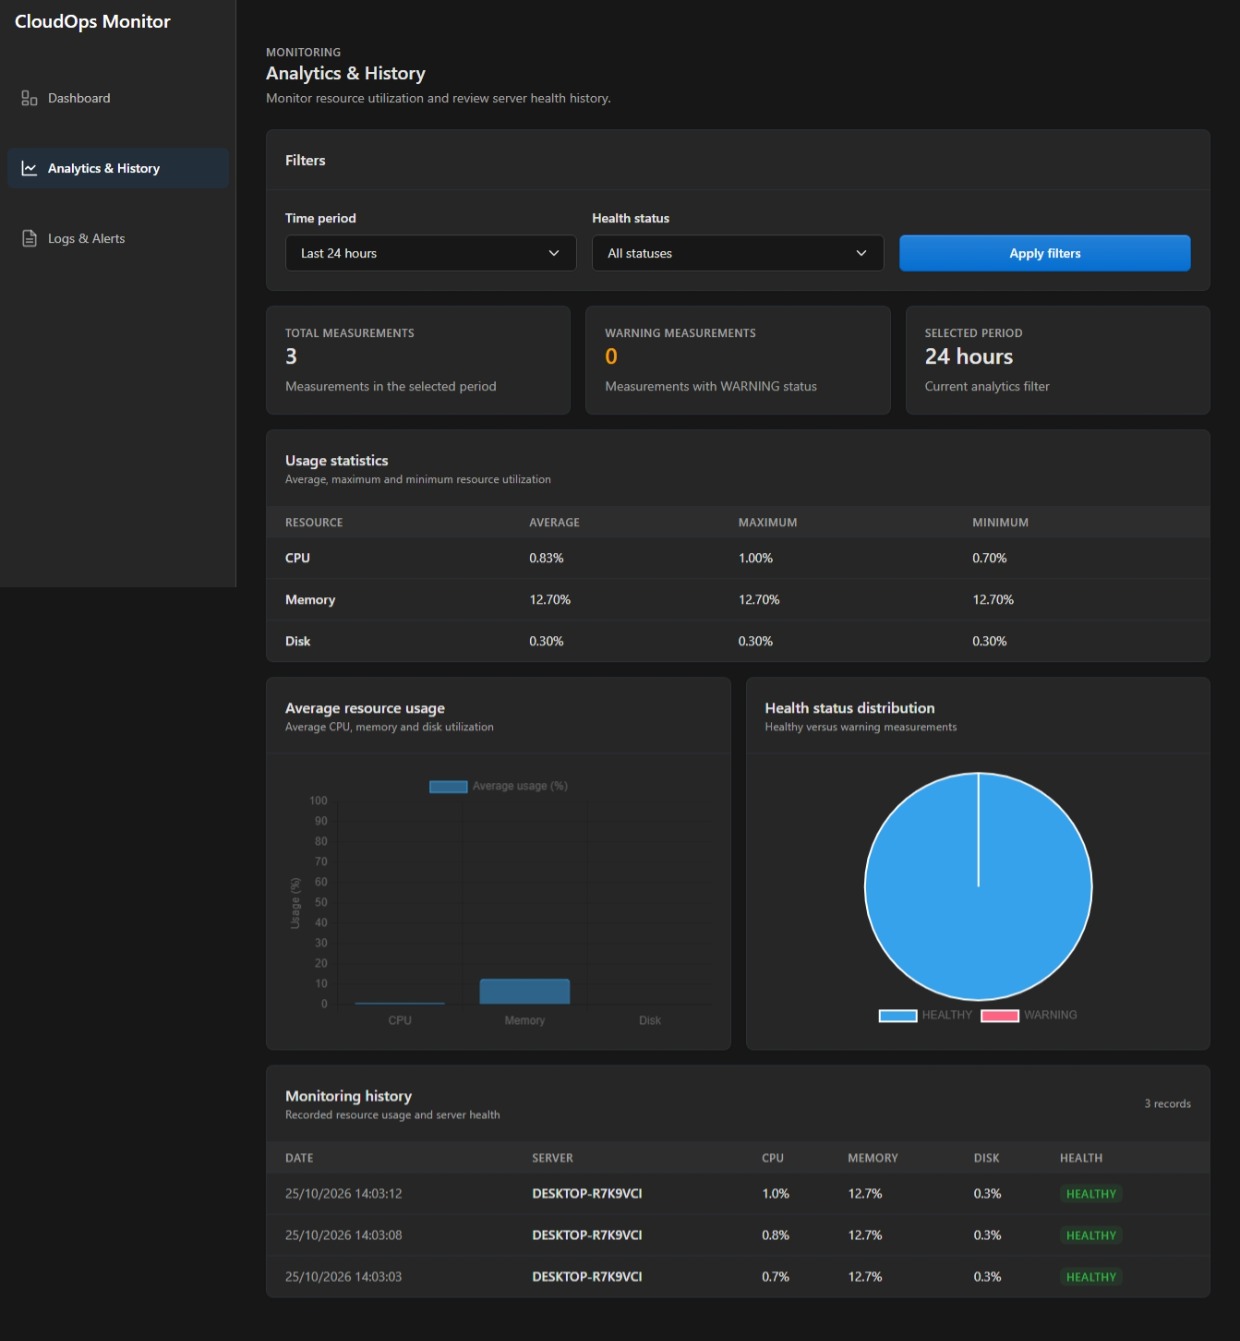 CloudOps Monitor
Dashboard
Analytics & History
Logs & Alerts
MONITORING
Analytics & History
Monitor resource utilization and review server health history.
Filters
Time period
Health status
Last 24 hours
All statuses
Apply filters
TOTAL MEASUREMENTS
3
Measurements in the selected period
WARNING MEASUREMENTS
0
Measurements with WARNING status
SELECTED PERIOD
24 hours
Current analytics filter
Usage statistics
Average, maximum and minimum resource utilization
RESOURCE AVERAGE MAXIMUM MINIMUM
CPU 0.83% 1.00% 0.70%
Memory 12.70% 12.70% 12.70%
Disk 0.30% 0.30% 0.30%
Average resource usage
Average CPU, memory and disk utilization
Average usage (%)
100
90
80
70
60
50
40
30
20
10
0
Usage (%)
CPU Memory Disk
Health status distribution
Healthy versus warning measurements
HEALTHY WARNING
Monitoring history
Recorded resource usage and server health
3 records
DATE SERVER CPU MEMORY DISK HEALTH
25/10/2026 14:03:12 DESKTOP-R7K9VCI 1.0% 12.7% 0.3% HEALTHY
25/10/2026 14:03:08 DESKTOP-R7K9VCI 0.8% 12.7% 0.3% HEALTHY
25/10/2026 14:03:03 DESKTOP-R7K9VCI 0.7% 12.7% 0.3% HEALTHY